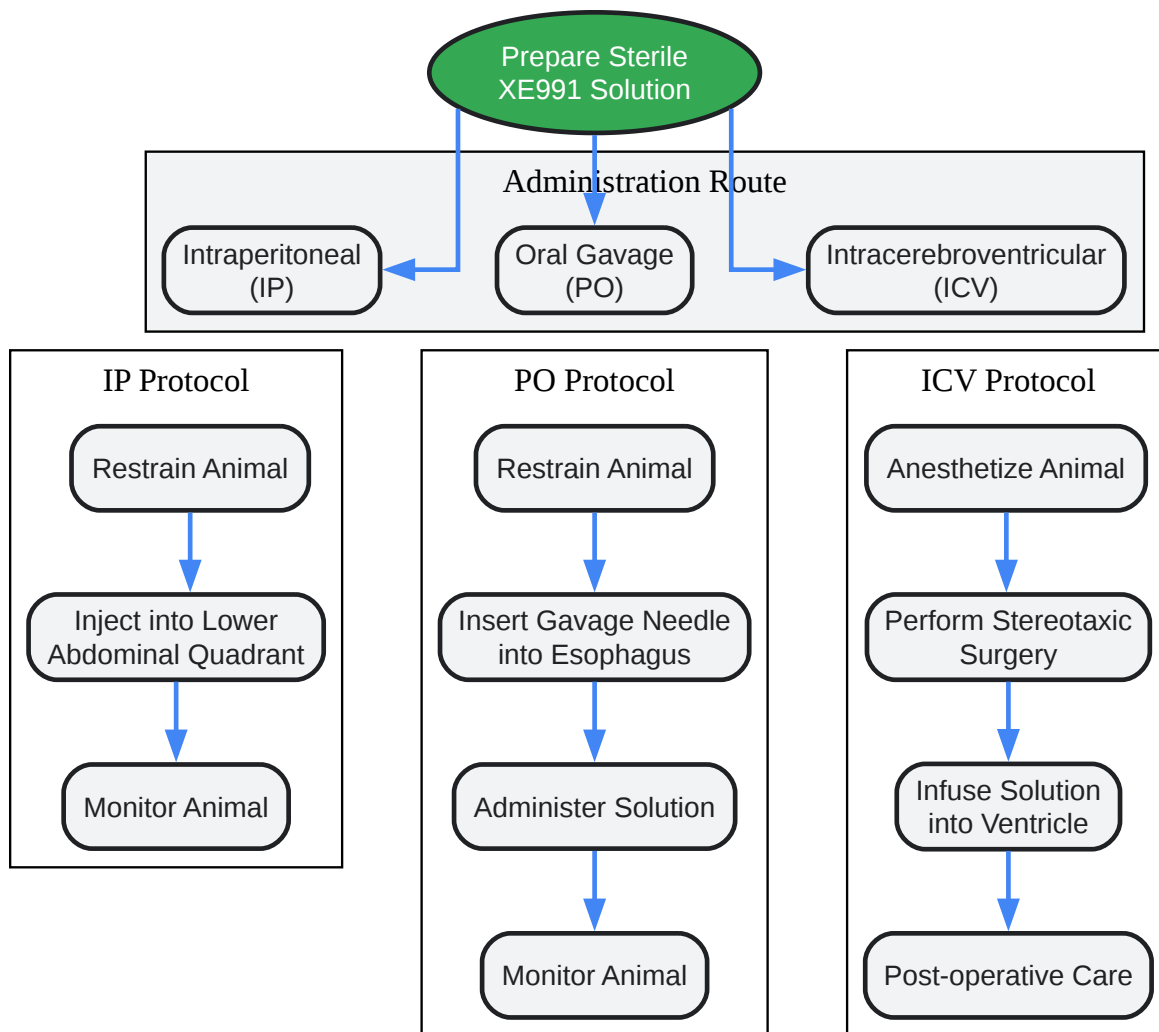 Prepare Sterile
XE991 Solution
Administration Route
Intraperitoneal
(IP)
Oral Gavage
(PO)
Intracerebroventricular
(ICV)
IP Protocol
Restrain Animal
Inject into Lower
Abdominal Quadrant
Monitor Animal
PO Protocol
Restrain Animal
Insert Gavage Needle
into Esophagus
Administer Solution
Monitor Animal
ICV Protocol
Anesthetize Animal
Perform Stereotaxic
Surgery
Infuse Solution
into Ventricle
Post-operative Care